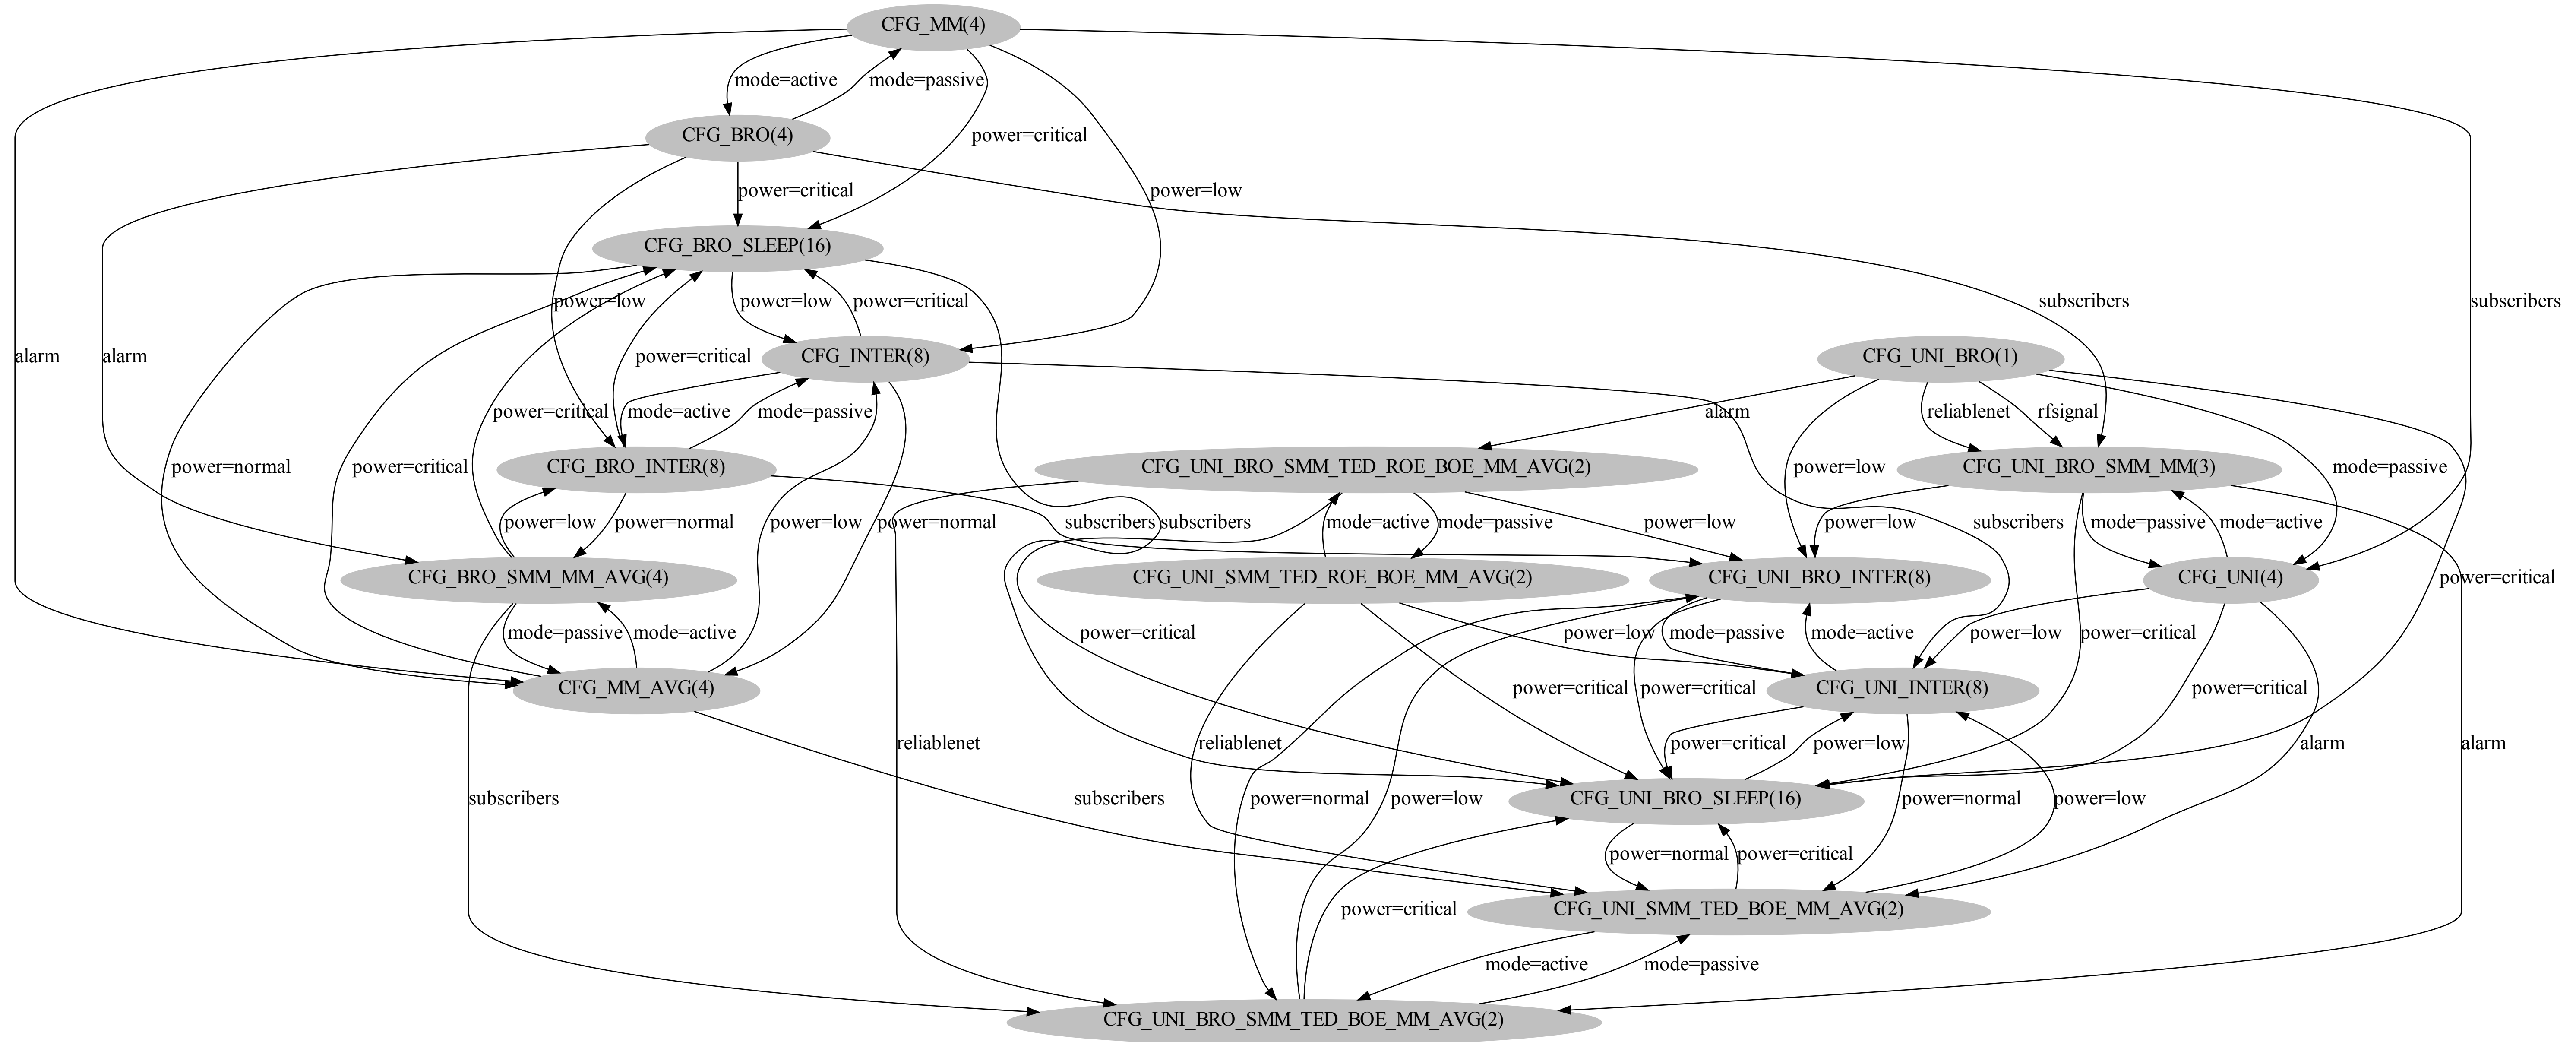 CFG_MM(4)
mode=active
mode=passive
CFG_BRO(4)
power=critical
power=critical
power=low
CFG_BRO_SLEEP(16)
power=low
power=low
power=critical
subscribers
subscribers
alarm
alarm
power=critical
CFG_INTER(8)
CFG_UNI_BRO(1)
power=critical
mode=active
mode=passive
alarm
reliablenet
rfsignal
power=normal
power=critical
CFG_BRO_INTER(8)
CFG_UNI_BRO_SMM_TED_ROE_BOE_MM_AVG(2)
power=low
CFG_UNI_BRO_SMM_MM(3)
mode=passive
power=low
power=normal
power=low
power=normal
subscribers
subscribers
mode=active
mode=passive
power=low
power=low
subscribers
mode=passive
mode=active
CFG_BRO_SMM_MM_AVG(4)
CFG_UNI_SMM_TED_ROE_BOE_MM_AVG(2)
CFG_UNI_BRO_INTER(8)
CFG_UNI(4)
power=critical
mode=passive
mode=active
power=critical
power=low
mode=passive
mode=active
power=low
power=critical
CFG_MM_AVG(4)
power=critical
power=critical
CFG_UNI_INTER(8)
power=critical
reliablenet
reliablenet
power=critical
power=low
alarm
alarm
subscribers
subscribers
power=normal
power=low
CFG_UNI_BRO_SLEEP(16)
power=normal
power=low
power=normal
power=critical
power=critical
CFG_UNI_SMM_TED_BOE_MM_AVG(2)
mode=active
mode=passive
CFG_UNI_BRO_SMM_TED_BOE_MM_AVG(2)